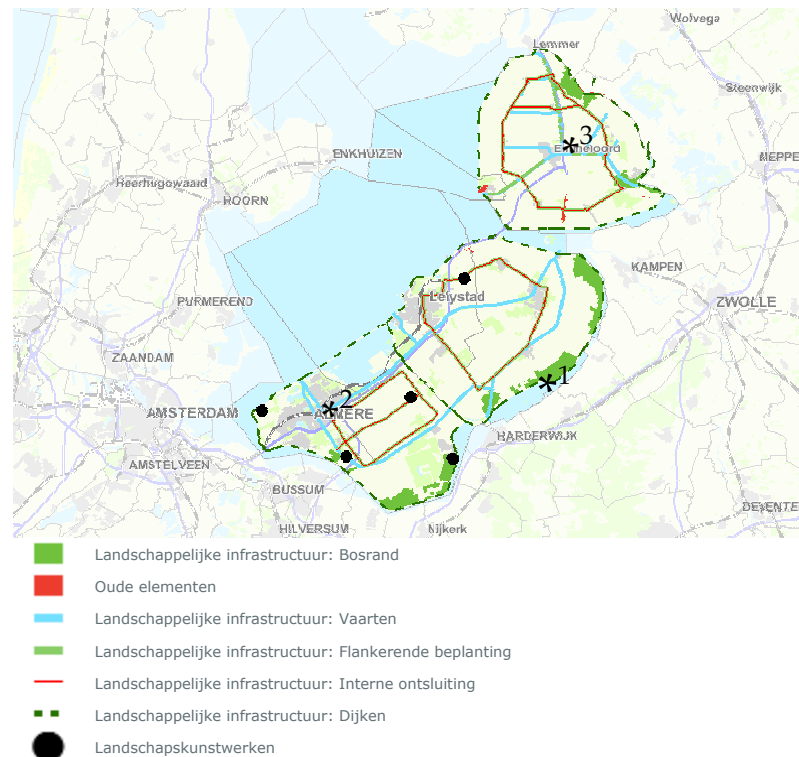 Wolvega
Lemmer
Steenwijk
3
Emmeloord
ENKHUIZEN
MEPPE
Heerhugowaard
HOORN
KAMPEN
Lelystad
PURMEREND
ZWOLLE
ZAANDAM
1
2
AMSTERDAM
ALMERE
HARDERWIJK
AMSTELVEEN
BUSSUM
DEVENTE
HILVERSUM
Nijkerk
Landschappelijke infrastructuur: Bosrand
Oude elementen
Landschappelijke infrastructuur: Vaarten
Landschappelijke infrastructuur: Flankerende beplanting
Landschappelijke infrastructuur: Interne ontsluiting
Landschappelijke infrastructuur: Dijken
Landschapskunstwerken